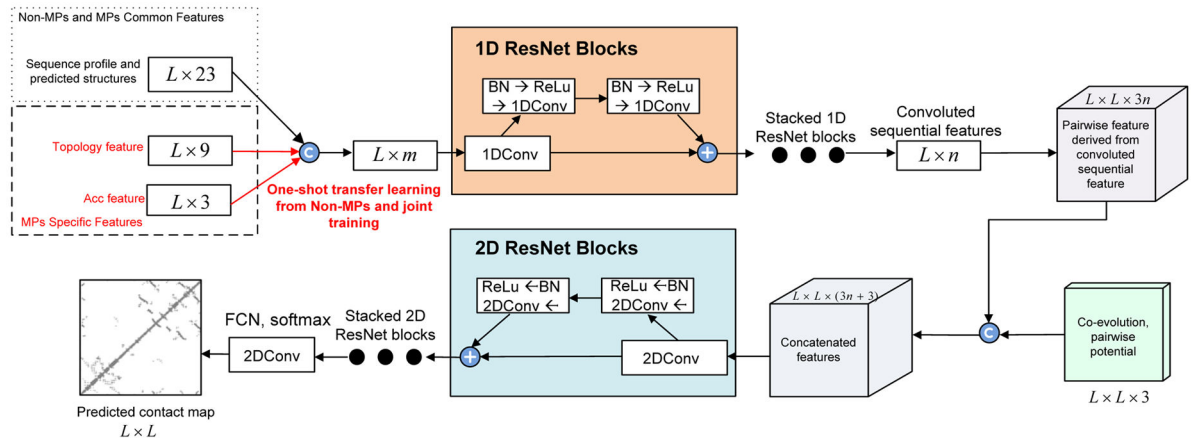 Non-MPs and MPs Common Features
Sequence profile and
predicted structures
L × 23
Topology feature
L × 9
Acc feature
L × 3
MPs Specific Features
C
L × m
One-shot transfer learning
from Non-MPs and joint
training
1D ResNet Blocks
BN → ReLu
→ 1DConv
BN → ReLu
→ 1DConv
1DConv
+
Stacked 1D
ResNet blocks
Convoluted
sequential features
L × n
L × L × 3n
Pairwise feature
derived from
convoluted
sequential
feature
2D ResNet Blocks
ReLu ←BN
2DConv ←
ReLu ←BN
2DConv ←
2DConv
+
Stacked 2D
ResNet blocks
FCN, softmax
2DConv
Predicted contact map
L × L
L × L × (3n + 3)
Concatenated
features
C
Co-evolution,
pairwise
potential
L × L × 3